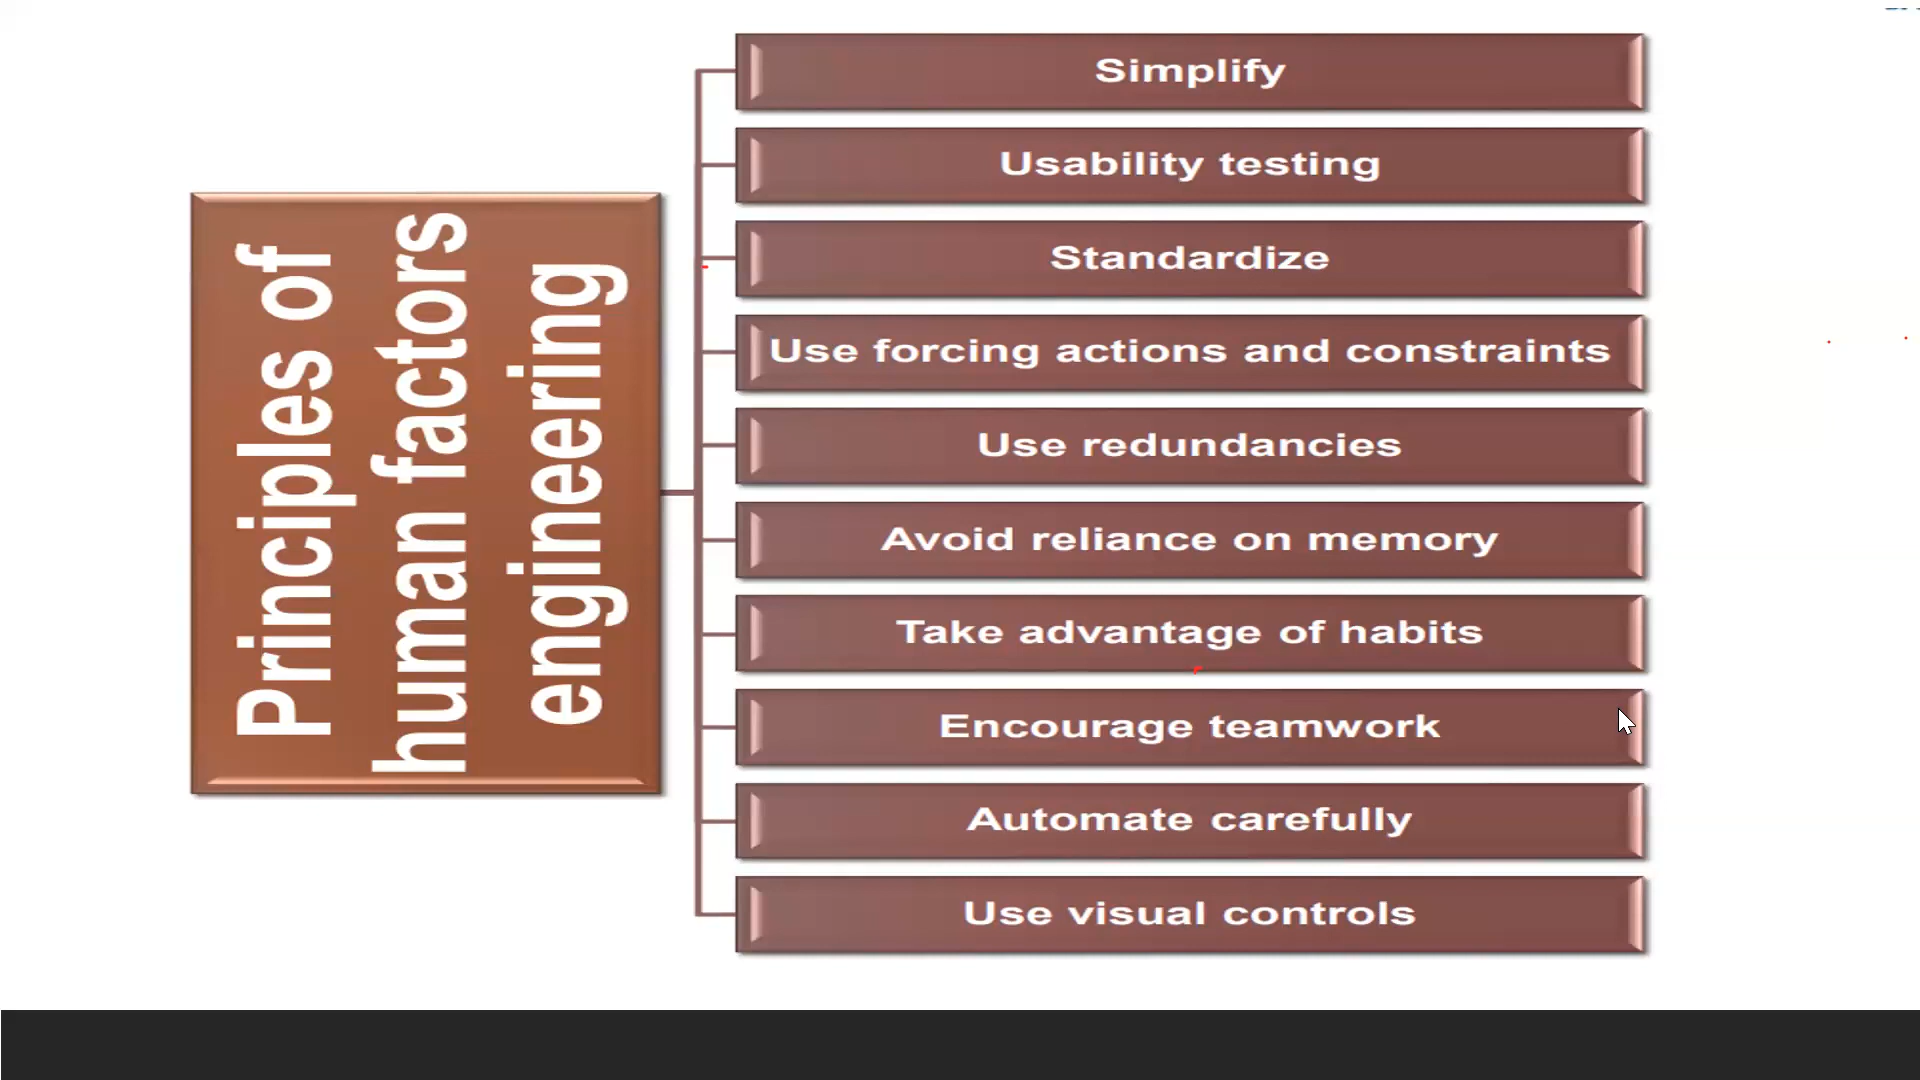 Principles of
human factors
engineering
Simplify
Usability testing
Standardize
Use forcing actions and constraints
Use redundancies
Avoid reliance on memory
Take advantage of habits
Encourage teamwork
Automate carefully
Use visual controls